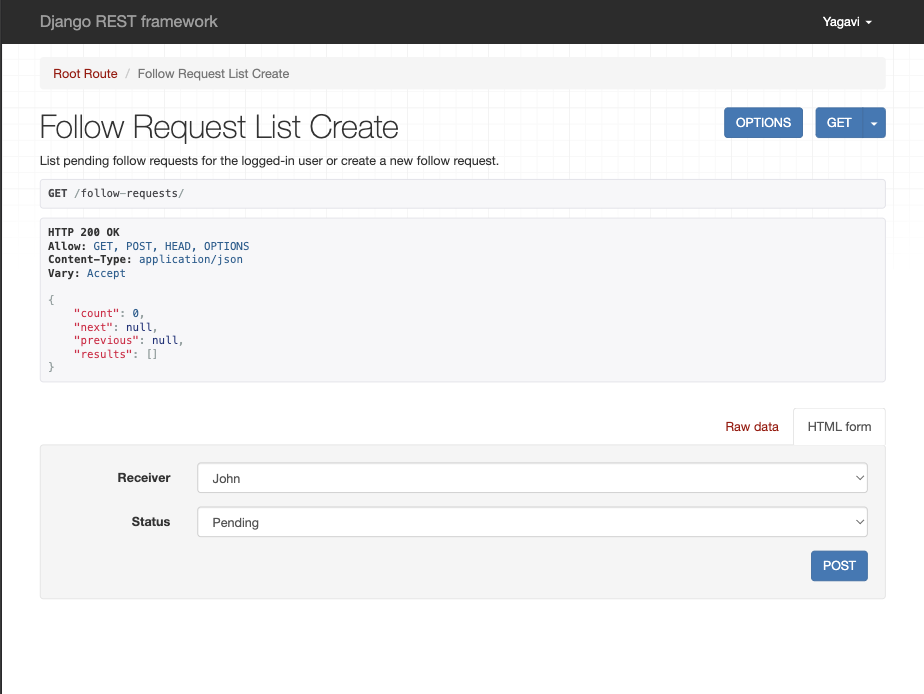 Django REST framework
Yagavi
Root Route / Follow Request List Create
Follow Request List Create
OPTIONS
GET
List pending follow requests for the logged-in user or create a new follow request.
GET /follow-requests/
HTTP 200 OK
Allow: GET, POST, HEAD, OPTIONS
Content-Type: application/json
Vary: Accept
{
"count": 0,
"next": null,
"previous": null,
"results": []
}
Raw data
HTML form
Receiver
John
Status
Pending
POST